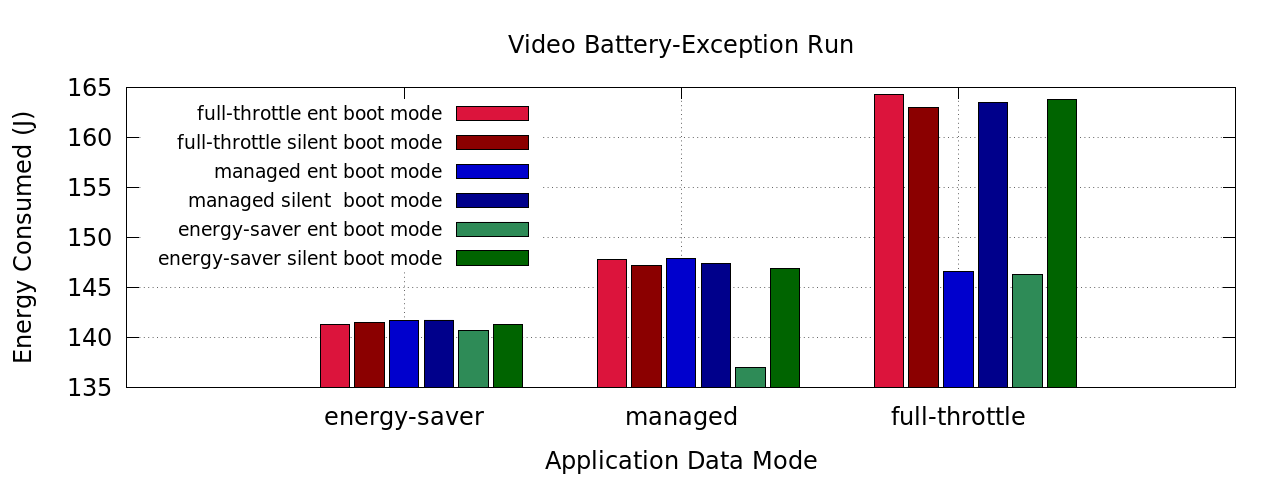 Video Battery-Exception Run
Energy Consumed (J)
165
160
155
150
145
140
135
full-throttle ent boot mode
full-throttle silent boot mode
managed ent boot mode
managed silent  boot mode
energy-saver ent boot mode
energy-saver silent boot mode
energy-saver
managed
full-throttle
Application Data Mode